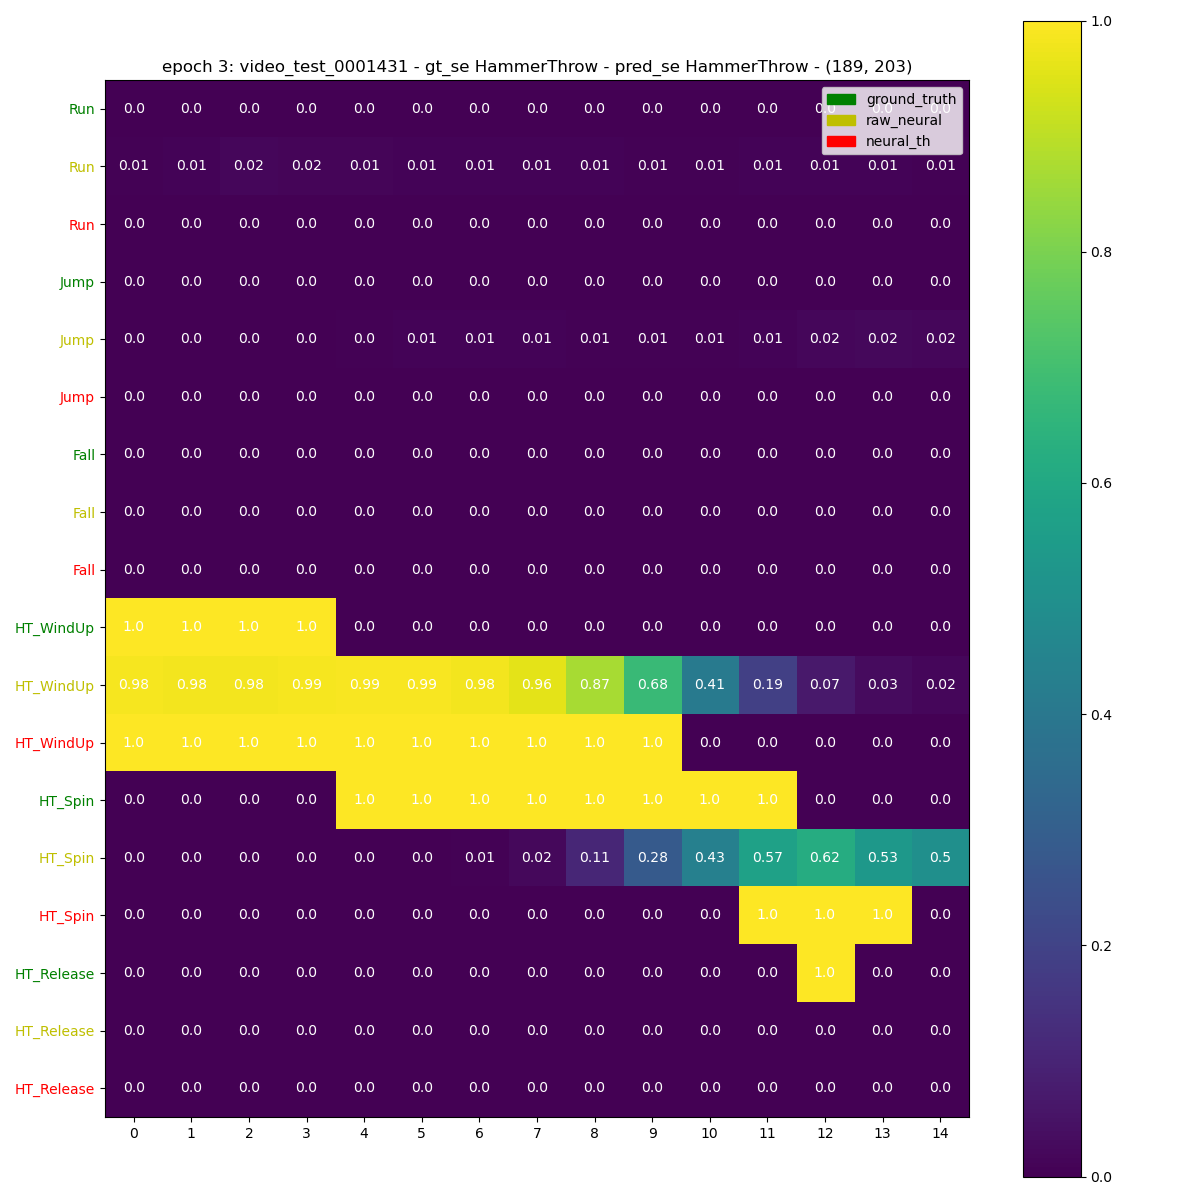 epoch 3: video_test_0001431 - gt_se HammerThrow - pred_se HammerThrow - (189, 203)
ground_truth
raw_neural
neural_th
Run 0.0 0.0 0.0 0.0 0.0 0.0 0.0 0.0 0.0 0.0 0.0 0.0 0.0 0.0 0.0
Run 0.01 0.01 0.02 0.02 0.01 0.01 0.01 0.01 0.01 0.01 0.01 0.01 0.01 0.01 0.01
Run 0.0 0.0 0.0 0.0 0.0 0.0 0.0 0.0 0.0 0.0 0.0 0.0 0.0 0.0 0.0
Jump 0.0 0.0 0.0 0.0 0.0 0.0 0.0 0.0 0.0 0.0 0.0 0.0 0.0 0.0 0.0
Jump 0.0 0.0 0.0 0.0 0.0 0.01 0.01 0.01 0.01 0.01 0.01 0.01 0.02 0.02 0.02
Jump 0.0 0.0 0.0 0.0 0.0 0.0 0.0 0.0 0.0 0.0 0.0 0.0 0.0 0.0 0.0
Fall 0.0 0.0 0.0 0.0 0.0 0.0 0.0 0.0 0.0 0.0 0.0 0.0 0.0 0.0 0.0
Fall 0.0 0.0 0.0 0.0 0.0 0.0 0.0 0.0 0.0 0.0 0.0 0.0 0.0 0.0 0.0
Fall 0.0 0.0 0.0 0.0 0.0 0.0 0.0 0.0 0.0 0.0 0.0 0.0 0.0 0.0 0.0
HT_WindUp 1.0 1.0 1.0 1.0 0.0 0.0 0.0 0.0 0.0 0.0 0.0 0.0 0.0 0.0 0.0
HT_WindUp 0.98 0.98 0.98 0.99 0.99 0.99 0.98 0.96 0.87 0.68 0.41 0.19 0.07 0.03 0.02
HT_WindUp 1.0 1.0 1.0 1.0 1.0 1.0 1.0 1.0 1.0 1.0 0.0 0.0 0.0 0.0 0.0
HT_Spin 0.0 0.0 0.0 0.0 1.0 1.0 1.0 1.0 1.0 1.0 1.0 1.0 0.0 0.0 0.0
HT_Spin 0.0 0.0 0.0 0.0 0.0 0.0 0.01 0.02 0.11 0.28 0.43 0.57 0.62 0.53 0.5
HT_Spin 0.0 0.0 0.0 0.0 0.0 0.0 0.0 0.0 0.0 0.0 0.0 1.0 1.0 1.0 0.0
HT_Release 0.0 0.0 0.0 0.0 0.0 0.0 0.0 0.0 0.0 0.0 0.0 0.0 1.0 0.0 0.0
HT_Release 0.0 0.0 0.0 0.0 0.0 0.0 0.0 0.0 0.0 0.0 0.0 0.0 0.0 0.0 0.0
HT_Release 0.0 0.0 0.0 0.0 0.0 0.0 0.0 0.0 0.0 0.0 0.0 0.0 0.0 0.0 0.0
0 1 2 3 4 5 6 7 8 9 10 11 12 13 14
1.0
0.8
0.6
0.4
0.2
0.0